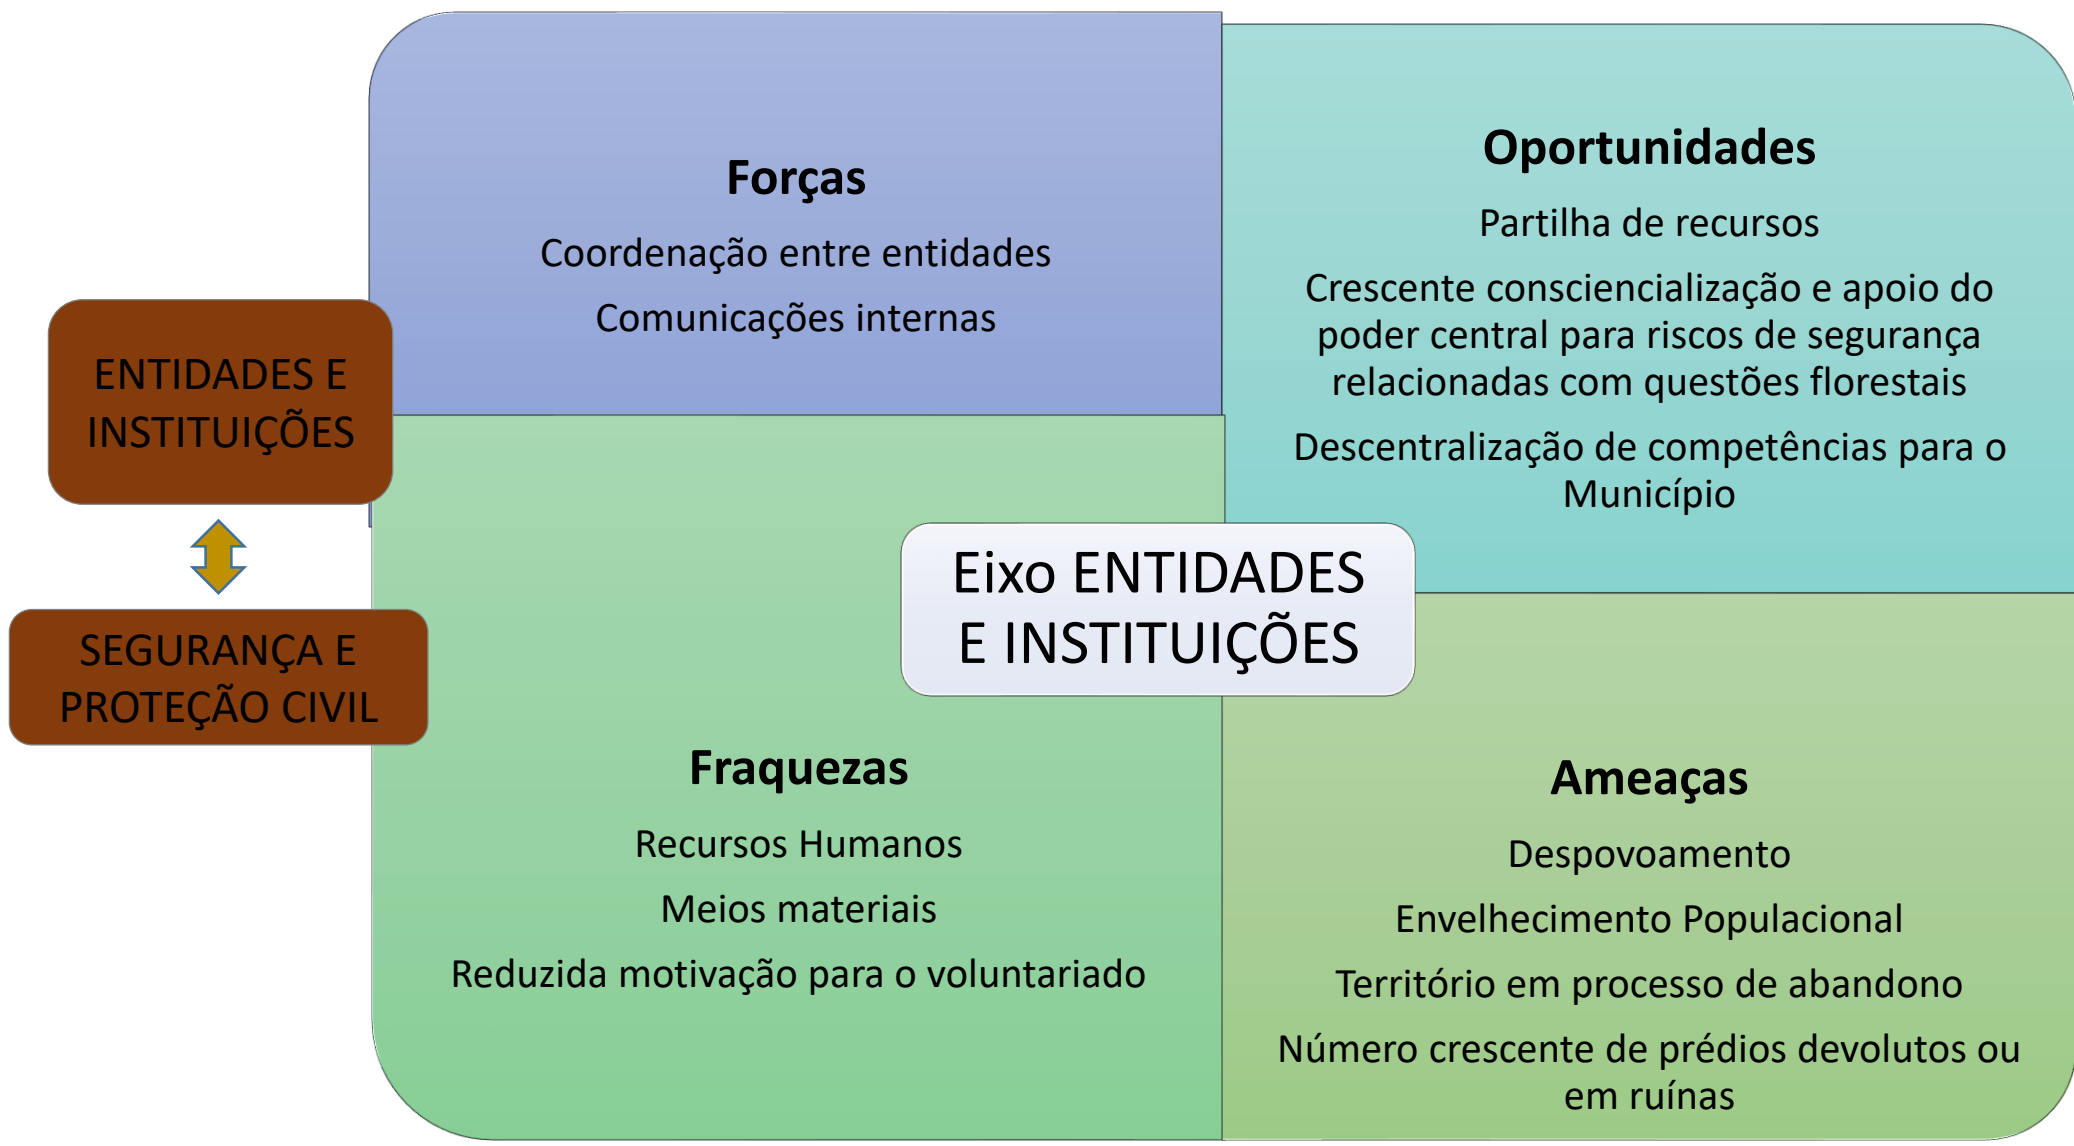 Forças
Coordenação entre entidades
Comunicações internas
Oportunidades
Partilha de recursos
Crescente consciencialização e apoio do
poder central para riscos de segurança
relacionadas com questões florestais
Descentralização de competências para o
Município
ENTIDADES E
INSTITUIÇÕES
SEGURANÇA E
PROTEÇÃO CIVIL
Eixo ENTIDADES
E INSTITUIÇÕES
Fraquezas
Recursos Humanos
Meios materiais
Reduzida motivação para o voluntariado
Ameaças
Despovoamento
Envelhecimento Populacional
Território em processo de abandono
Número crescente de prédios devolutos ou
em ruínas